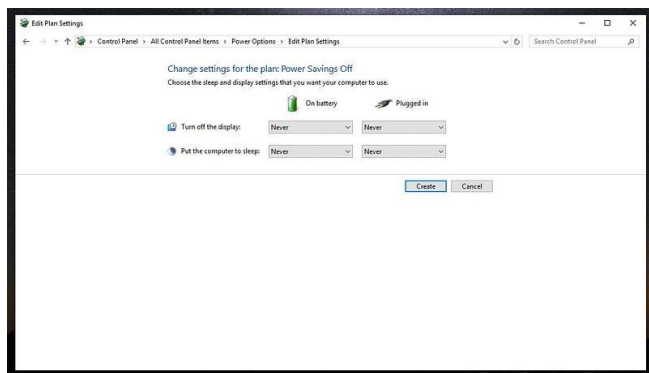 Edit Plan Settings
Control Panel > All Control Panel Items > Power Options > Edit Plan Settings
Search Control Panel
Change settings for the plan: Power Savings Off
Choose the sleep and display settings that you want your computer to use.
On battery Plugged in
Turn off the display: Never Never
Put the computer to sleep: Never Never
Create Cancel